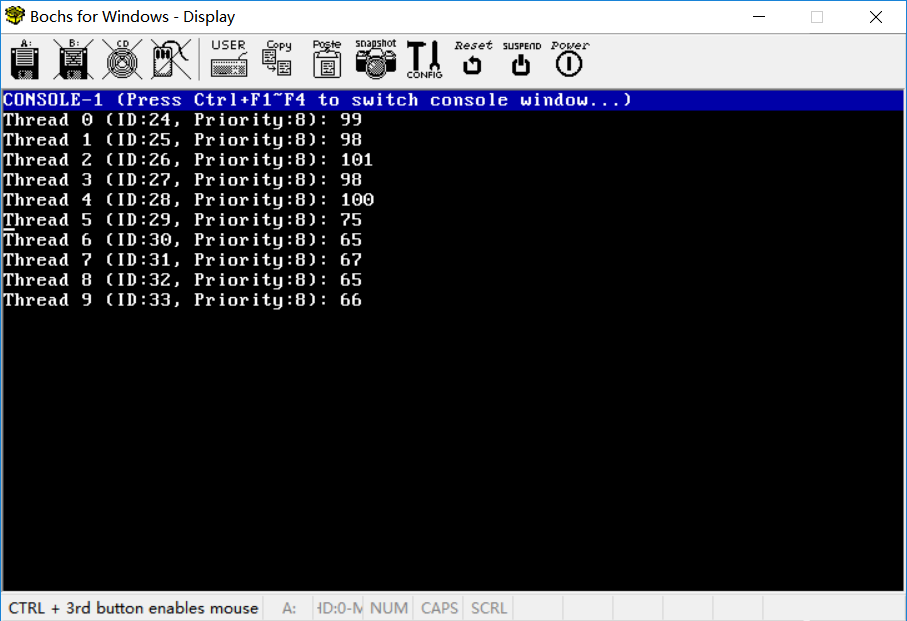 Bochs for Windows - Display
A: B: CD USER Copy Paste snapshot CONFIG Reset SUSPEND Power
CONSOLE-1 (Press Ctrl+F1~F4 to switch console window...)
Thread 0 (ID:24, Priority:8): 99
Thread 1 (ID:25, Priority:8): 98
Thread 2 (ID:26, Priority:8): 101
Thread 3 (ID:27, Priority:8): 98
Thread 4 (ID:28, Priority:8): 100
Thread 5 (ID:29, Priority:8): 75
Thread 6 (ID:30, Priority:8): 65
Thread 7 (ID:31, Priority:8): 67
Thread 8 (ID:32, Priority:8): 65
Thread 9 (ID:33, Priority:8): 66
CTRL + 3rd button enables mouse A: HD:0-M NUM CAPS SCRL